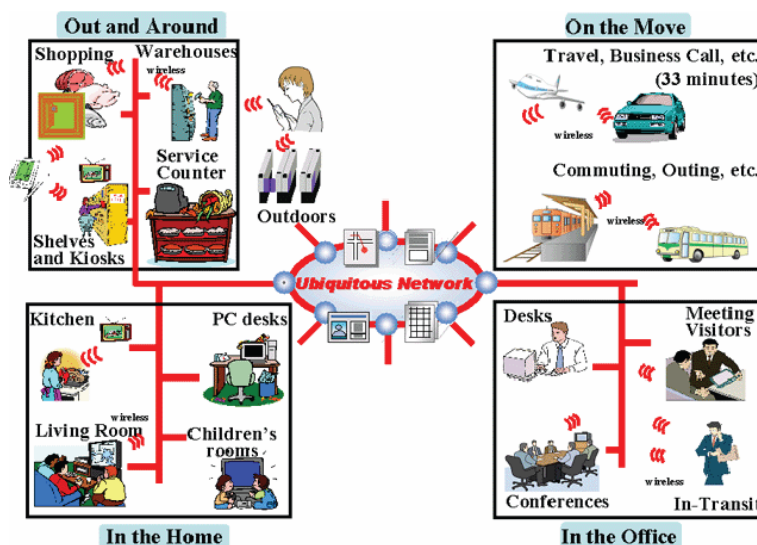 Out and Around
Shopping
Warehouses
wireless
Service
Counter
Shelves
and Kiosks
Outdoors
On the Move
Travel, Business Call, etc.
(33 minutes)
wireless
Commuting, Outing, etc.
wireless
Ubiquitous Network
Kitchen
PC desks
wireless
Living Room
Children's
rooms
In the Home
Desks
Meeting
Visitors
Conferences
wireless
In-Transit
In the Office